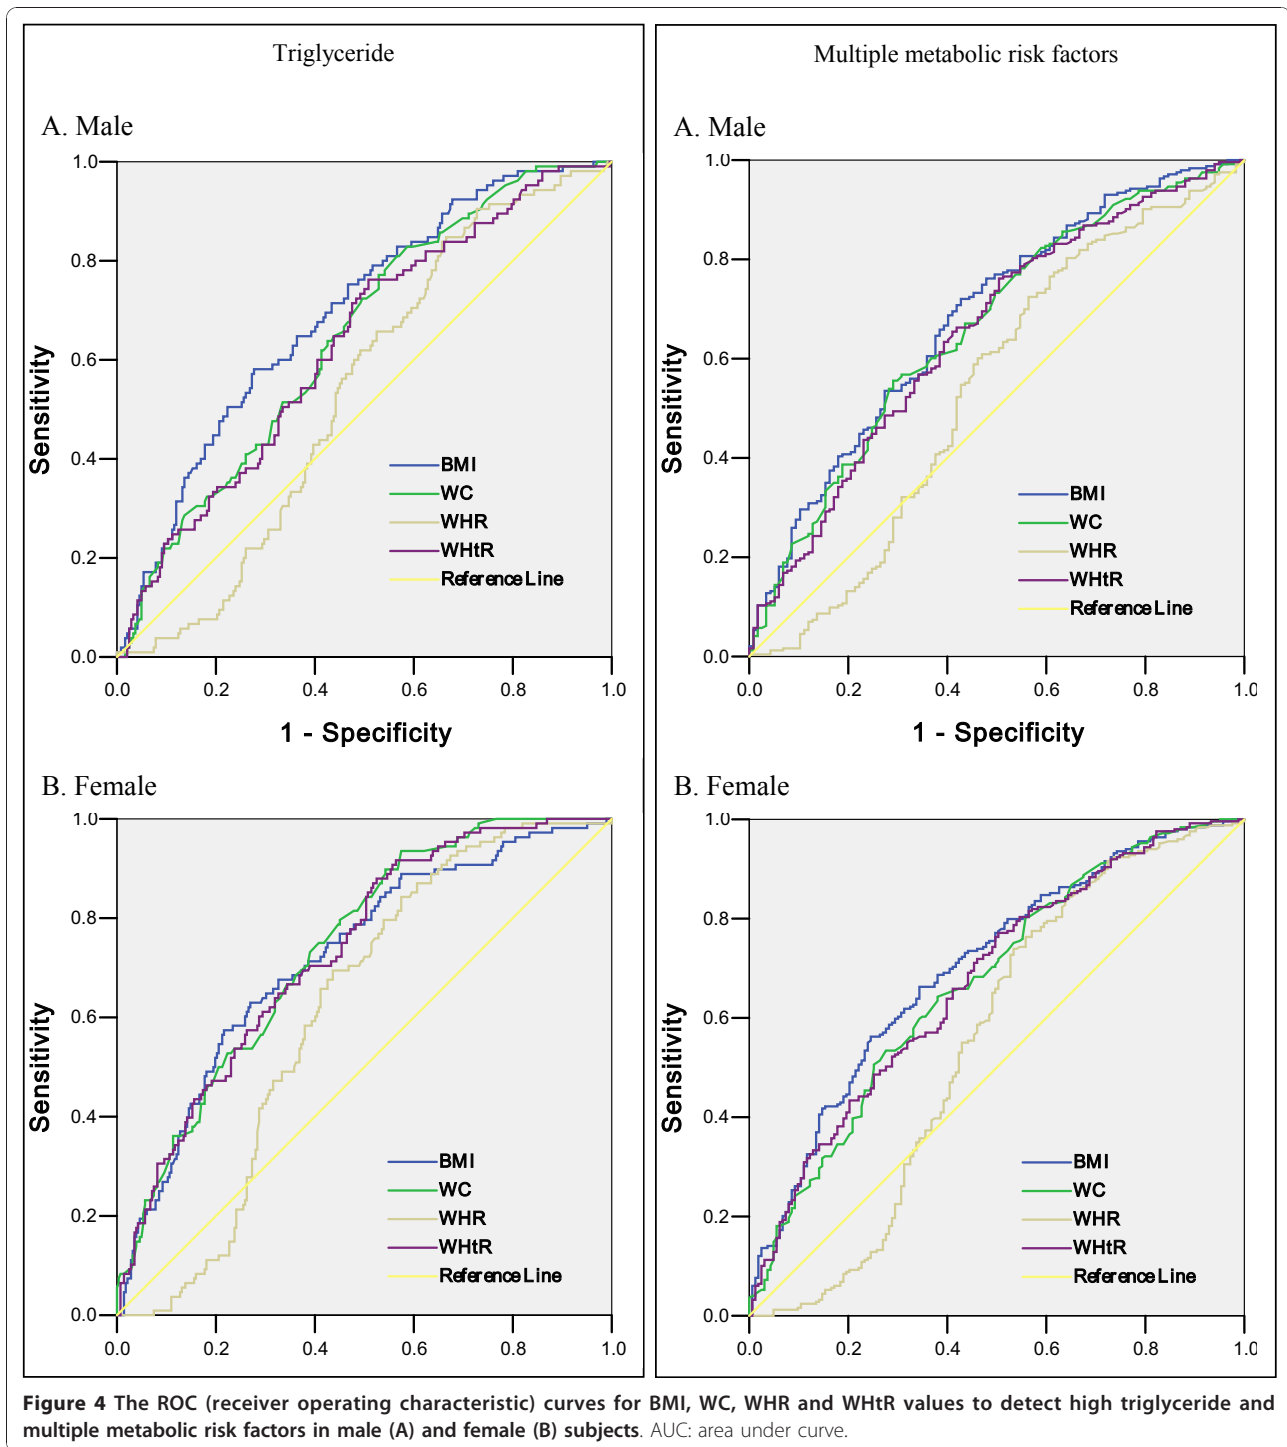 Triglyceride
A. Male
1.0
0.8
0.6
0.4
0.2
0.0
Sensitivity
BMI
WC
WHR
WHtR
Reference Line
0.0 0.2 0.4 0.6 0.8 1.0
1 - Specificity
B. Female
1.0
0.8
0.6
0.4
0.2
0.0
Sensitivity
BMI
WC
WHR
WHtR
Reference Line
0.0 0.2 0.4 0.6 0.8 1.0
Multiple metabolic risk factors
A. Male
1.0
0.8
0.6
0.4
0.2
0.0
Sensitivity
BMI
WC
WHR
WHtR
Reference Line
0.0 0.2 0.4 0.6 0.8 1.0
1 - Specificity
B. Female
1.0
0.8
0.6
0.4
0.2
0.0
Sensitivity
BMI
WC
WHR
WHtR
Reference Line
0.0 0.2 0.4 0.6 0.8 1.0
Figure 4 The ROC (receiver operating characteristic) curves for BMI, WC, WHR and WHtR values to detect high triglyceride and
multiple metabolic risk factors in male (A) and female (B) subjects. AUC: area under curve.